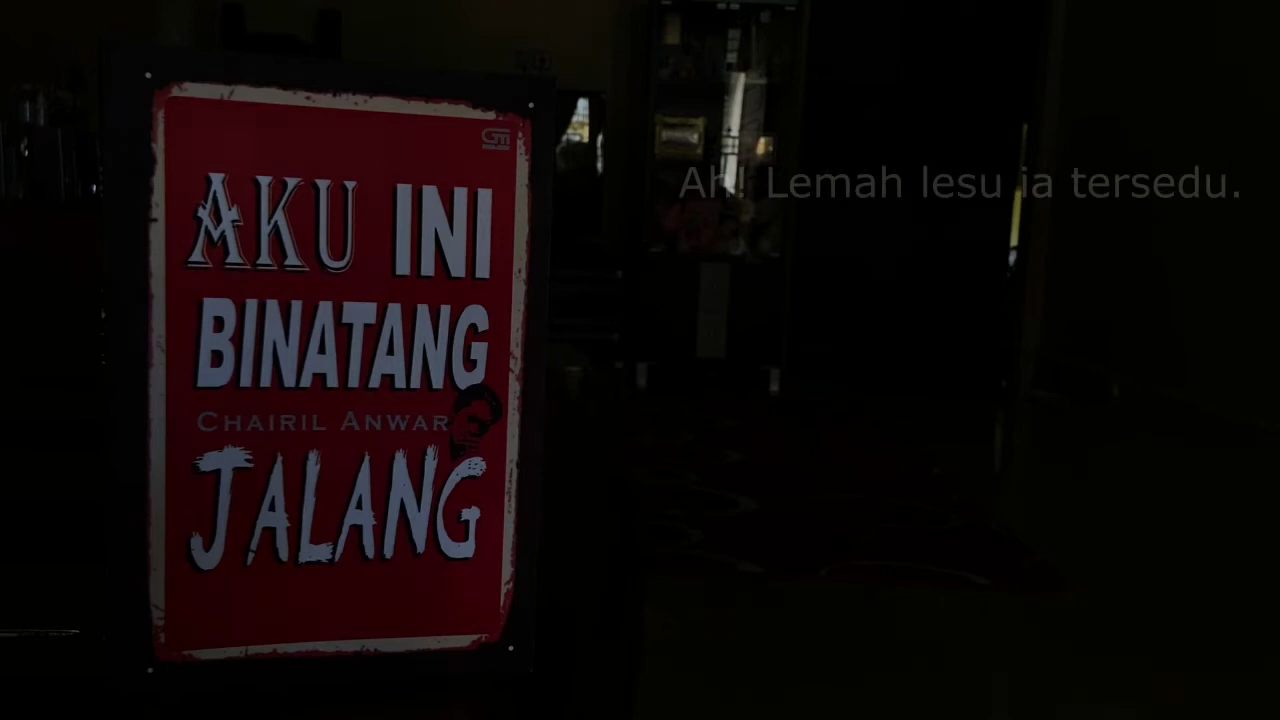 AKU INI
BINATANG
CHAIRIL ANWAR
JALANG
Ah! Lemah lesu ia tersedu.